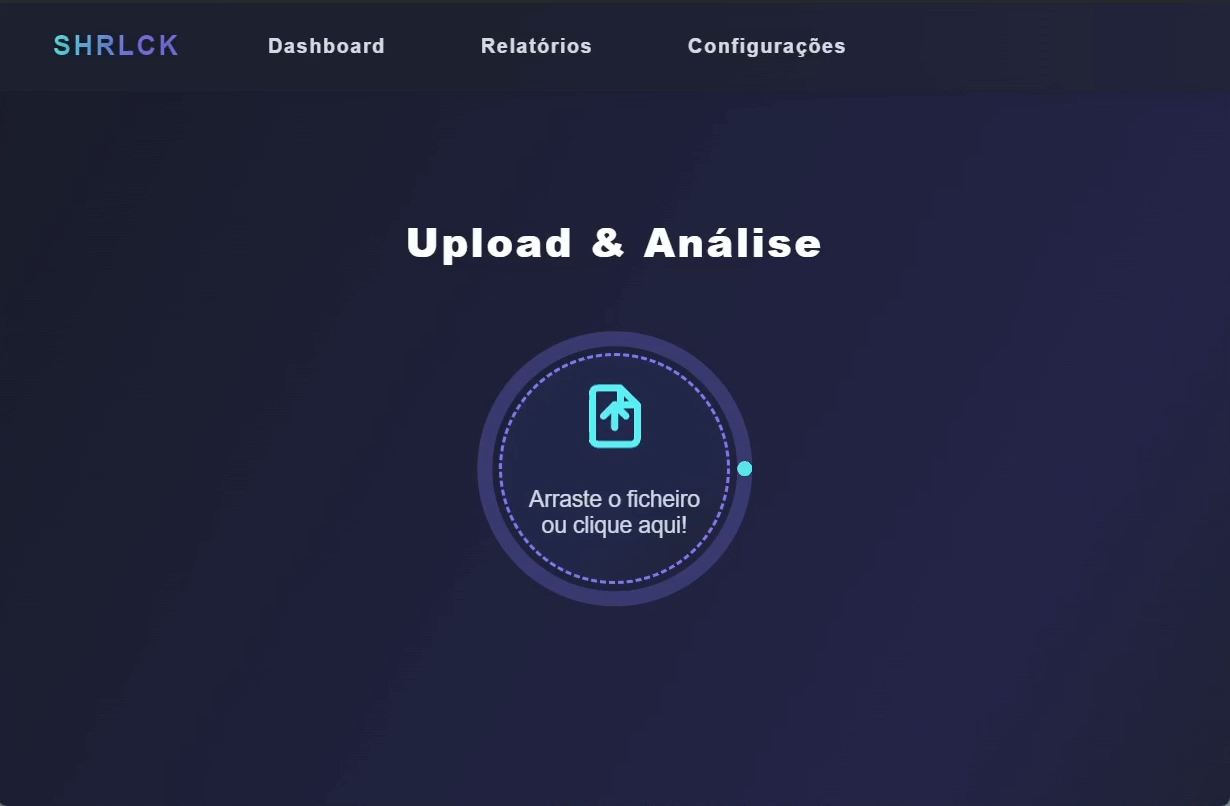 SHRLCK Dashboard Relatórios Configurações
Upload & Análise
Arraste o ficheiro
ou clique aqui!